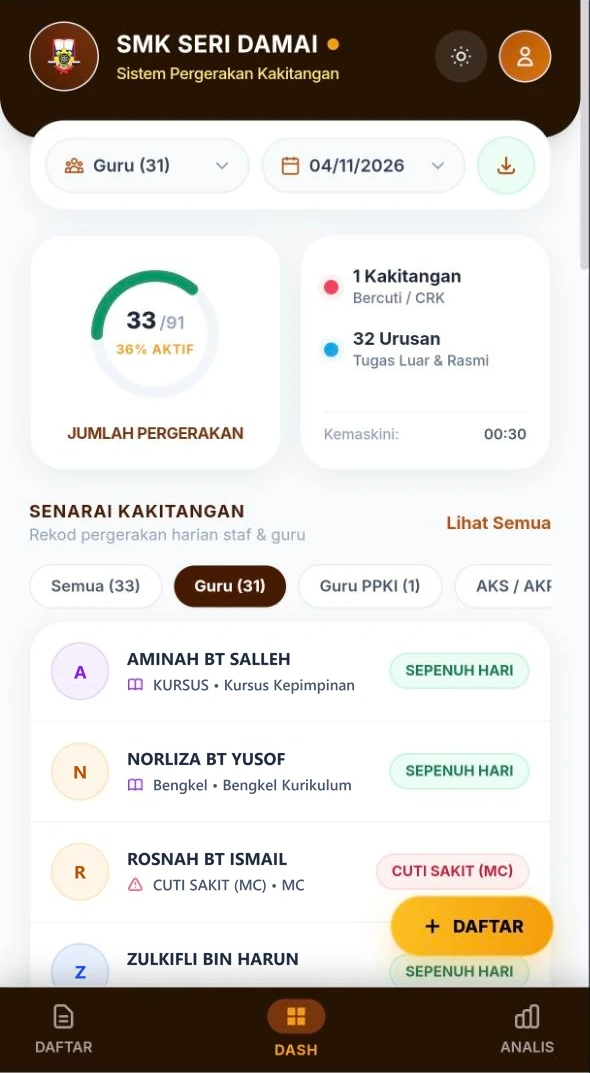 SMK SERI DAMAI
Sistem Pergerakan Kakitangan
Guru (31)
04/11/2026
33/91
36% AKTIF
JUMLAH PERGERAKAN
1 Kakitangan
Bercuti / CRK
32 Urusan
Tugas Luar & Rasmi
Kemaskini: 00:30
SENARAI KAKITANGAN
Rekod pergerakan harian staf & guru
Lihat Semua
Semua (33)
Guru (31)
Guru PPKI (1)
AKS / AKP
A
AMINAH BT SALLEH
KURSUS • Kursus Kepimpinan
SEPENUH HARI
N
NORLIZA BT YUSOF
Bengkel • Bengkel Kurikulum
SEPENUH HARI
R
ROSNAH BT ISMAIL
CUTI SAKIT (MC) • MC
CUTI SAKIT (MC)
+ DAFTAR
Z
ZULKIFLI BIN HARUN
SEPENUH HARI
DAFTAR
DASH
ANALIS